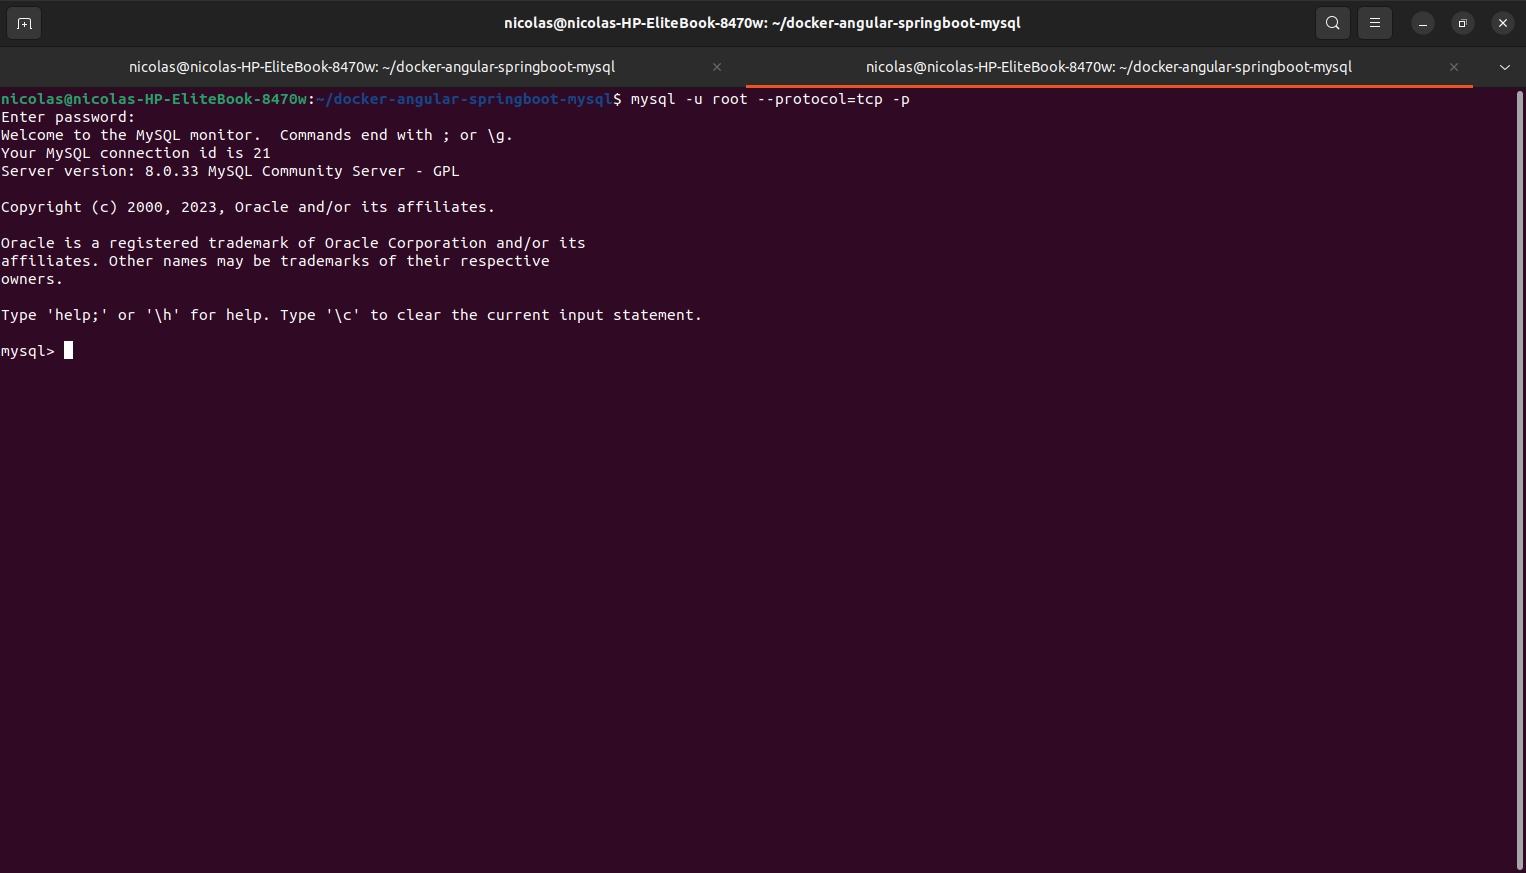 nicolas@nicolas-HP-EliteBook-8470w: ~/docker-angular-springboot-mysql
nicolas@nicolas-HP-EliteBook-8470w: ~/docker-angular-springboot-mysql
nicolas@nicolas-HP-EliteBook-8470w: ~/docker-angular-springboot-mysql
nicolas@nicolas-HP-EliteBook-8470w:~/docker-angular-springboot-mysql$ mysql -u root --protocol=tcp -p
Enter password:
Welcome to the MySQL monitor.  Commands end with ; or \g.
Your MySQL connection id is 21
Server version: 8.0.33 MySQL Community Server - GPL
Copyright (c) 2000, 2023, Oracle and/or its affiliates.
Oracle is a registered trademark of Oracle Corporation and/or its
affiliates. Other names may be trademarks of their respective
owners.
Type 'help;' or '\h' for help. Type '\c' to clear the current input statement.
mysql>